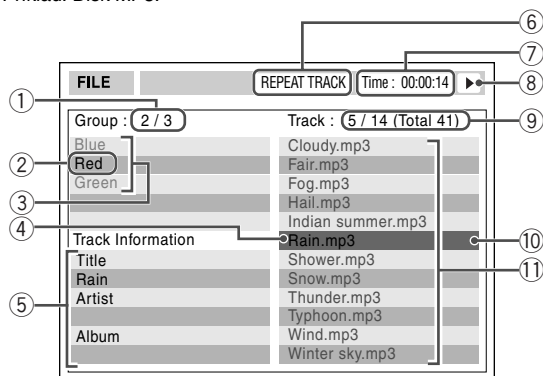 ⑥
⑦
FILE
REPEAT TRACK
Time : 00:00:14
⑧
①
Group : 2 / 3
Track : 5 / 14 (Total 41)
⑨
Blue
②
Red
Green
③
④
Cloudy.mp3
Fair.mp3
Fog.mp3
Hail.mp3
Indian summer.mp3
Rain.mp3
⑩
Shower.mp3
⑪
Snow.mp3
Thunder.mp3
Typhoon.mp3
Wind.mp3
Winter sky.mp3
Track Information
Title
Rain
⑤
Artist
Album